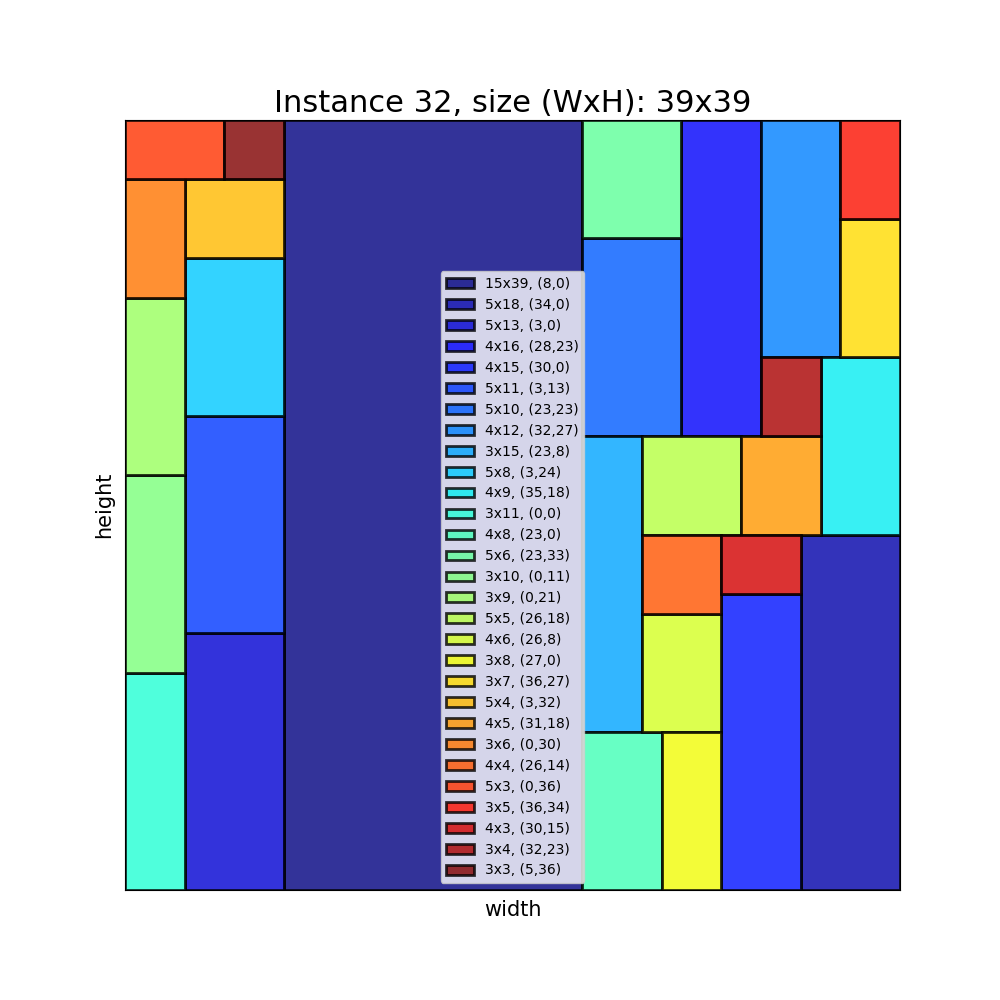 Instance 32, size (WxH): 39x39
15x39, (8,0)
5x18, (34,0)
5x13, (3,0)
4x16, (28,23)
4x15, (30,0)
5x11, (3,13)
5x10, (23,23)
4x12, (32,27)
3x15, (23,8)
5x8, (3,24)
4x9, (35,18)
3x11, (0,0)
4x8, (23,0)
5x6, (23,33)
3x10, (0,11)
3x9, (0,21)
5x5, (26,18)
4x6, (26,8)
3x8, (27,0)
3x7, (36,27)
5x4, (3,32)
4x5, (31,18)
3x6, (0,30)
4x4, (26,14)
5x3, (0,36)
3x5, (36,34)
4x3, (30,15)
3x4, (32,23)
3x3, (5,36)
height
width